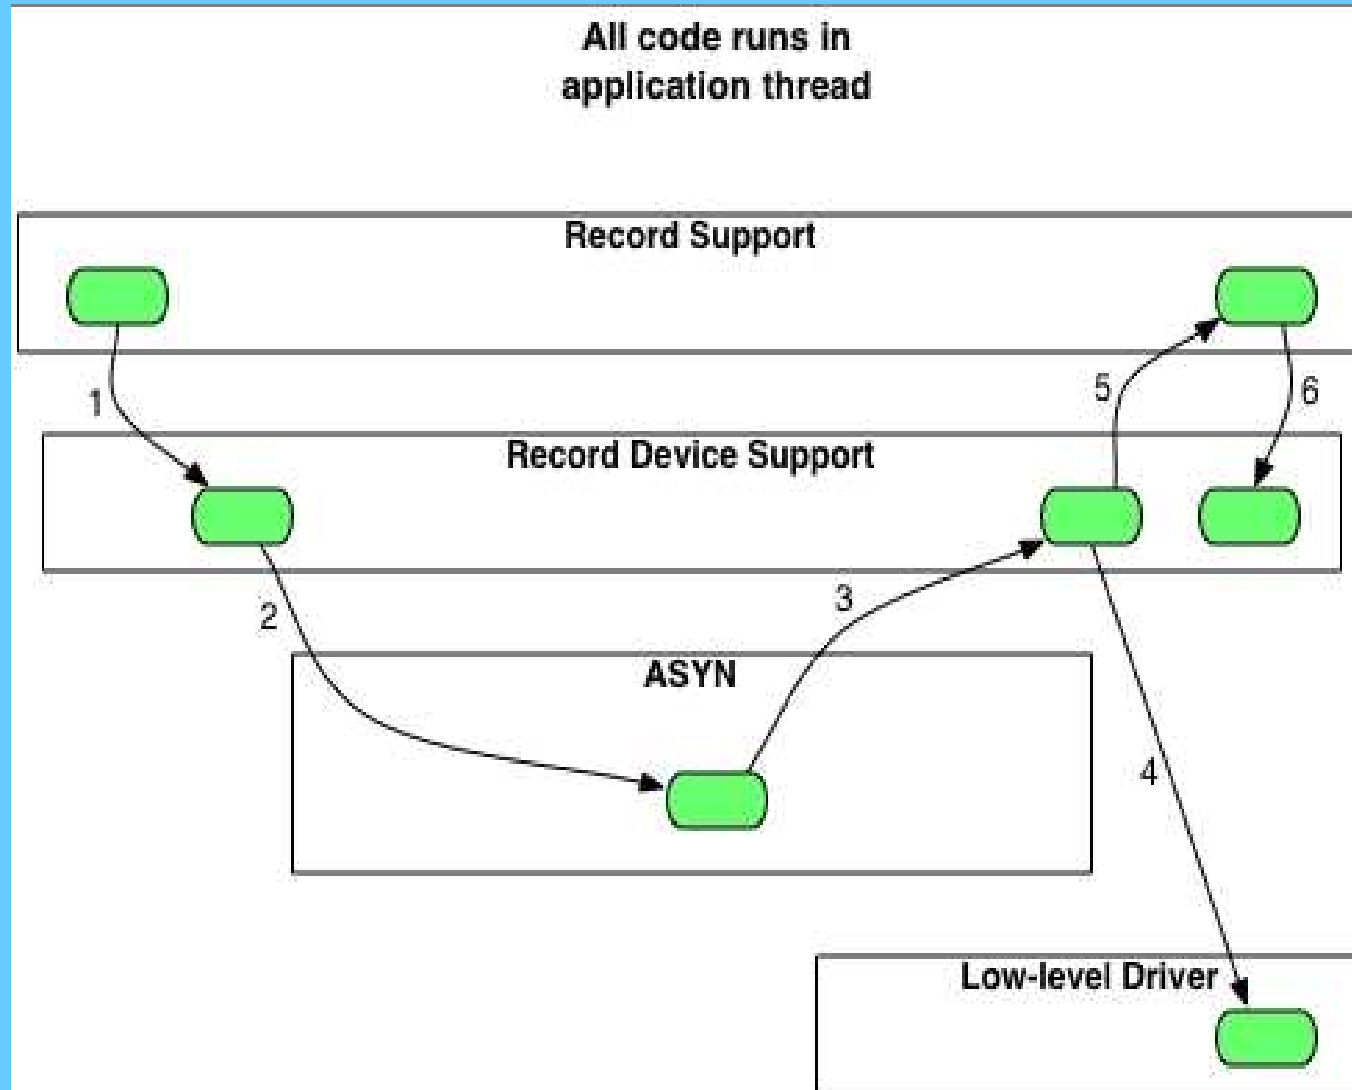 All code runs in
application thread
Record Support
1
5
6
Record Device Support
2
3
ASYN
4
Low-level Driver